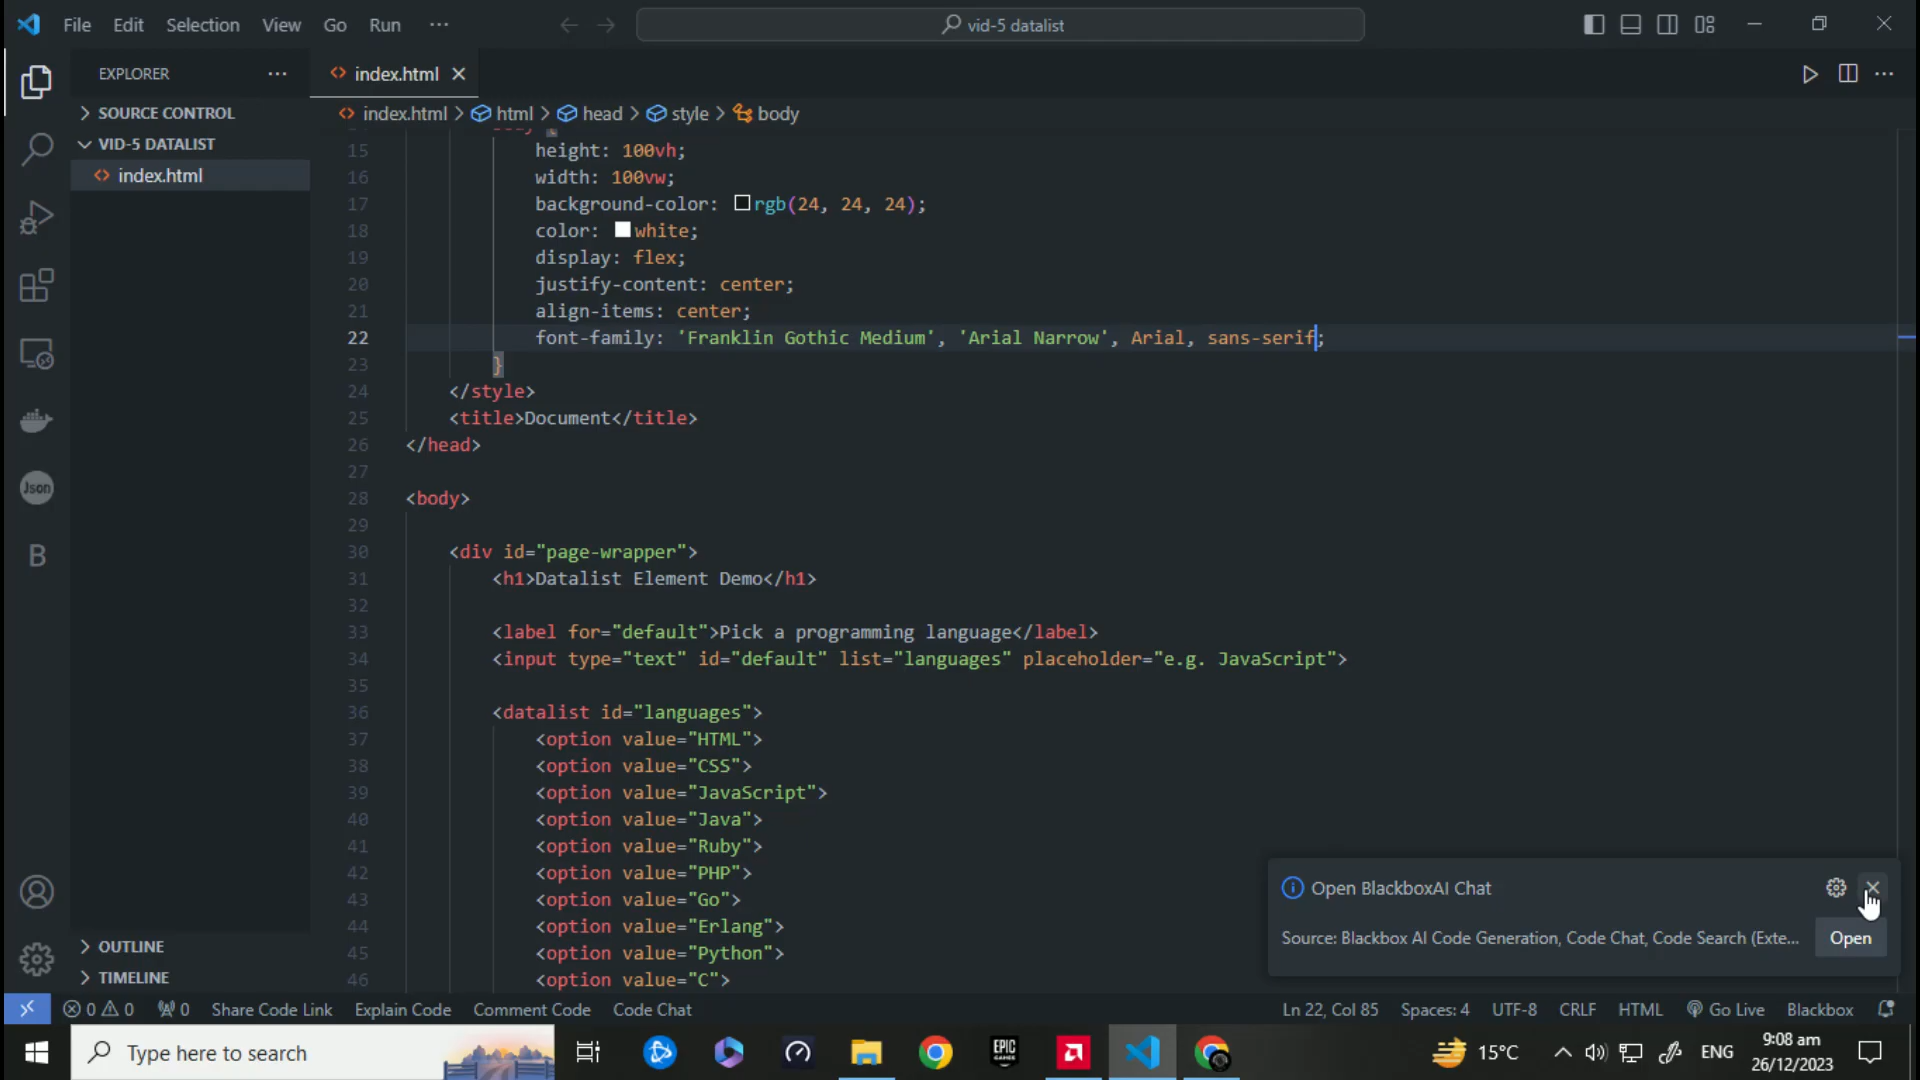 File Edit Selection View Go Run ···
vid-5 datalist
EXPLORER ···
SOURCE CONTROL
VID-5 DATALIST
index.html
OUTLINE
TIMELINE
index.html
index.html > html > head > style > body
15 height: 100vh;
16 width: 100vw;
17 background-color: rgb(24, 24, 24);
18 color: white;
19 display: flex;
20 justify-content: center;
21 align-items: center;
22 font-family: 'Franklin Gothic Medium', 'Arial Narrow', Arial, sans-serif;
23 }
24 </style>
25 <title>Document</title>
26 </head>
27
28 <body>
29
30 <div id="page-wrapper">
31 <h1>Datalist Element Demo</h1>
32
33 <label for="default">Pick a programming language</label>
34 <input type="text" id="default" list="languages" placeholder="e.g. JavaScript">
35
36 <datalist id="languages">
37 <option value="HTML">
38 <option value="CSS">
39 <option value="JavaScript">
40 <option value="Java">
41 <option value="Ruby">
42 <option value="PHP">
43 <option value="Go">
44 <option value="Erlang">
45 <option value="Python">
46 <option value="C">
Json
B
Open BlackboxAI Chat
Source: Blackbox AI Code Generation, Code Chat, Code Search (Exte...
Open
0 0 0 Share Code Link Explain Code Comment Code Code Chat
Ln 22, Col 85 Spaces: 4 UTF-8 CRLF HTML Go Live Blackbox
Type here to search
EPIC GAMES
15°C
ENG
9:08 am
26/12/2023